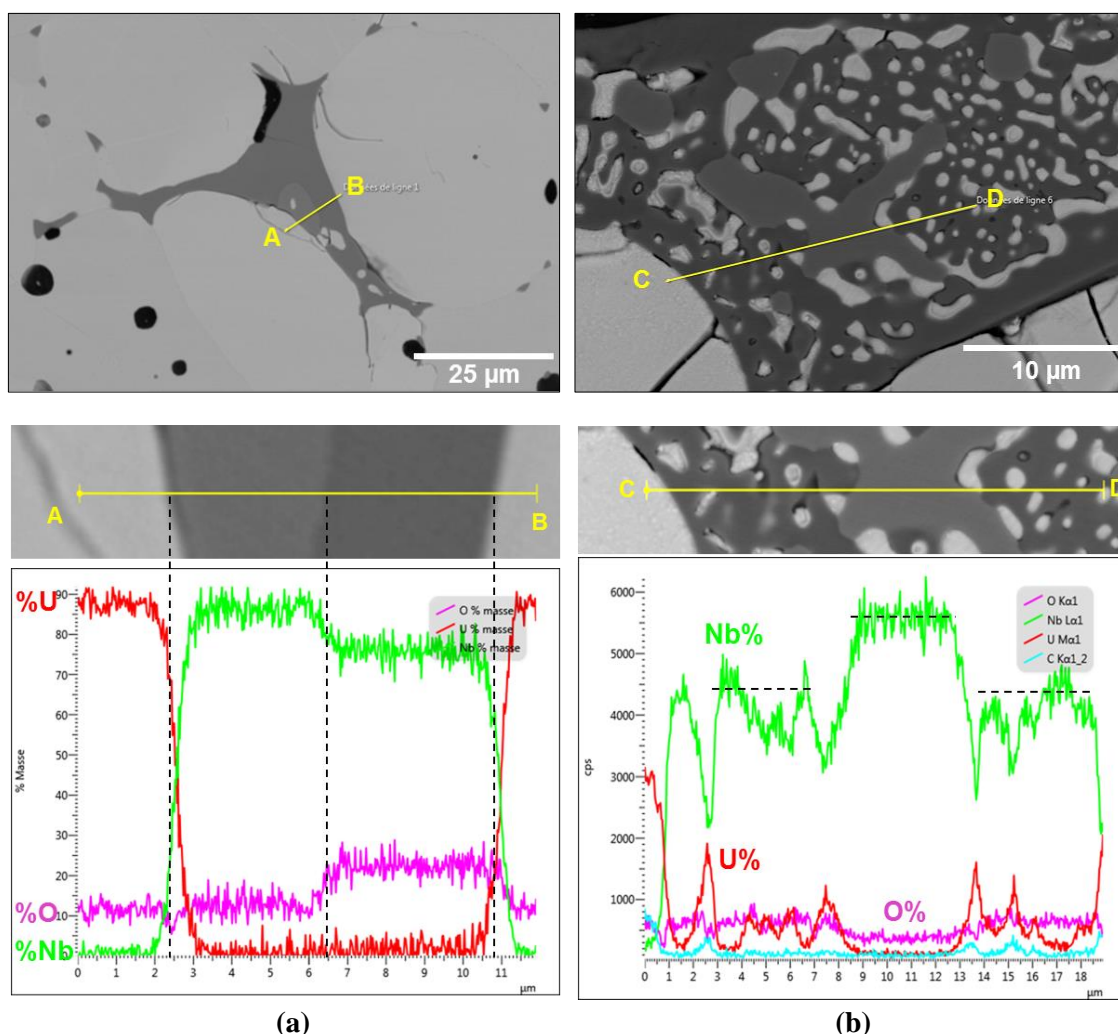 B
Données de ligne 1
A
25 µm
D
Données de ligne 6
C
10 µm
A
B
C
D
%U
%O
%Nb
% Masse
90
80
70
60
50
40
30
20
10
O % masse
U % masse
Nb % masse
0 1 2 3 4 5 6 7 8 9 10 11
µm
(a)
Nb%
U%
O%
cps
6000
5000
4000
3000
2000
1000
0
O Kα1
Nb Lα1
U Mα1
C Kα1_2
0 1 2 3 4 5 6 7 8 9 10 11 12 13 14 15 16 17 18
µm
(b)